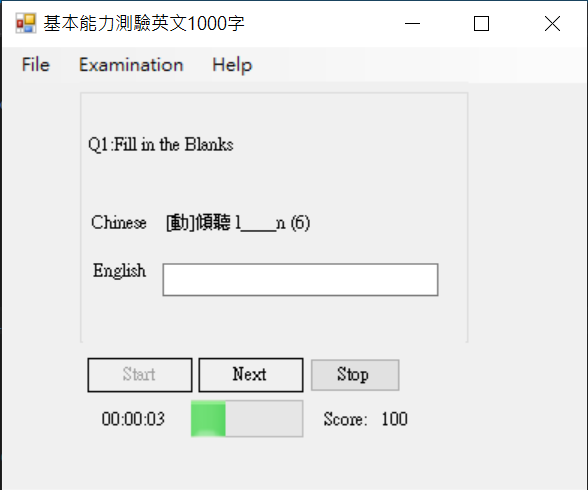 基本能力測驗英文1000字
File Examination Help
Q1:Fill in the Blanks
Chinese [動]傾聽 l____n (6)
English
Start Next Stop
00:00:03 Score: 100